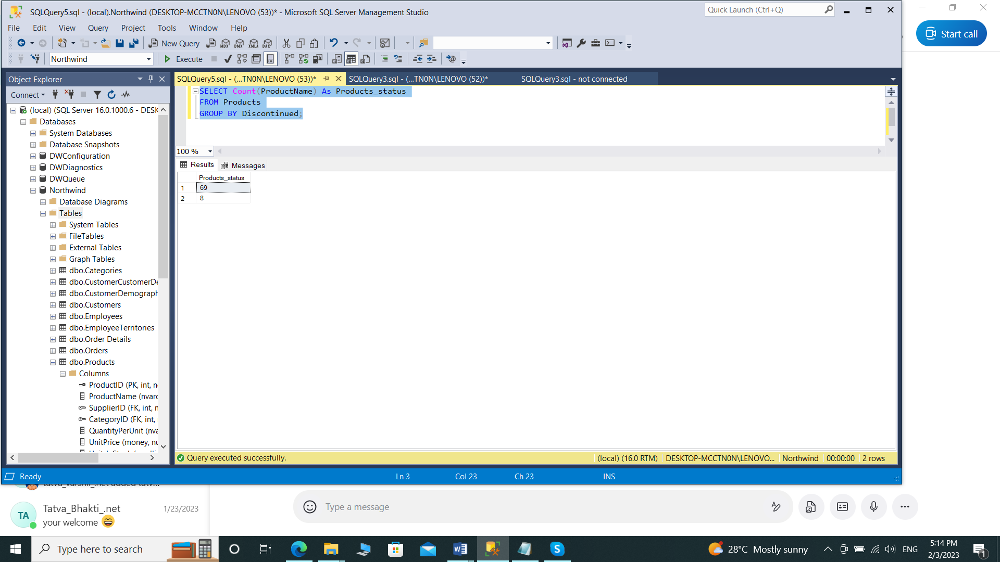 SQLQuery5.sql - (local).Northwind (DESKTOP-MCCTN0N\LENOVO (53))* - Microsoft SQL Server Management Studio
Quick Launch (Ctrl+Q)
File Edit View Query Project Tools Window Help
Start call
New Query
MDX DMX XMLA DAX
Northwind
Execute
Object Explorer
SQLQuery5.sql - (...TN0N\LENOVO (53))*
SQLQuery3.sql - (...TN0N\LENOVO (52))*
SQLQuery3.sql - not connected
Connect
(local) (SQL Server 16.0.1000.6 - DESK
Databases
System Databases
Database Snapshots
DWConfiguration
DWDiagnostics
DWQueue
Northwind
Database Diagrams
Tables
System Tables
FileTables
External Tables
Graph Tables
dbo.Categories
dbo.CustomerCustomerDe
dbo.CustomerDemograph
dbo.Customers
dbo.Employees
dbo.EmployeeTerritories
dbo.Order Details
dbo.Orders
dbo.Products
Columns
ProductID (PK, int, n
ProductName (nvarc
SupplierID (FK, int, n
CategoryID (FK, int,
QuantityPerUnit (nva
UnitPrice (money, nu
SELECT Count(ProductName) As Products_status
FROM Products
GROUP BY Discontinued;
100 %
Results Messages
Products_status
1 69
2 8
Query executed successfully.
(local) (16.0 RTM)
DESKTOP-MCCTN0N\LENOVO...
Northwind
00:00:00
2 rows
Ready
Ln 3
Col 23
Ch 23
INS
Tatva_Bhakti_.net
1/23/2023
TA
your welcome
Type a message
Type here to search
28°C Mostly sunny
ENG
5:14 PM
2/3/2023
1